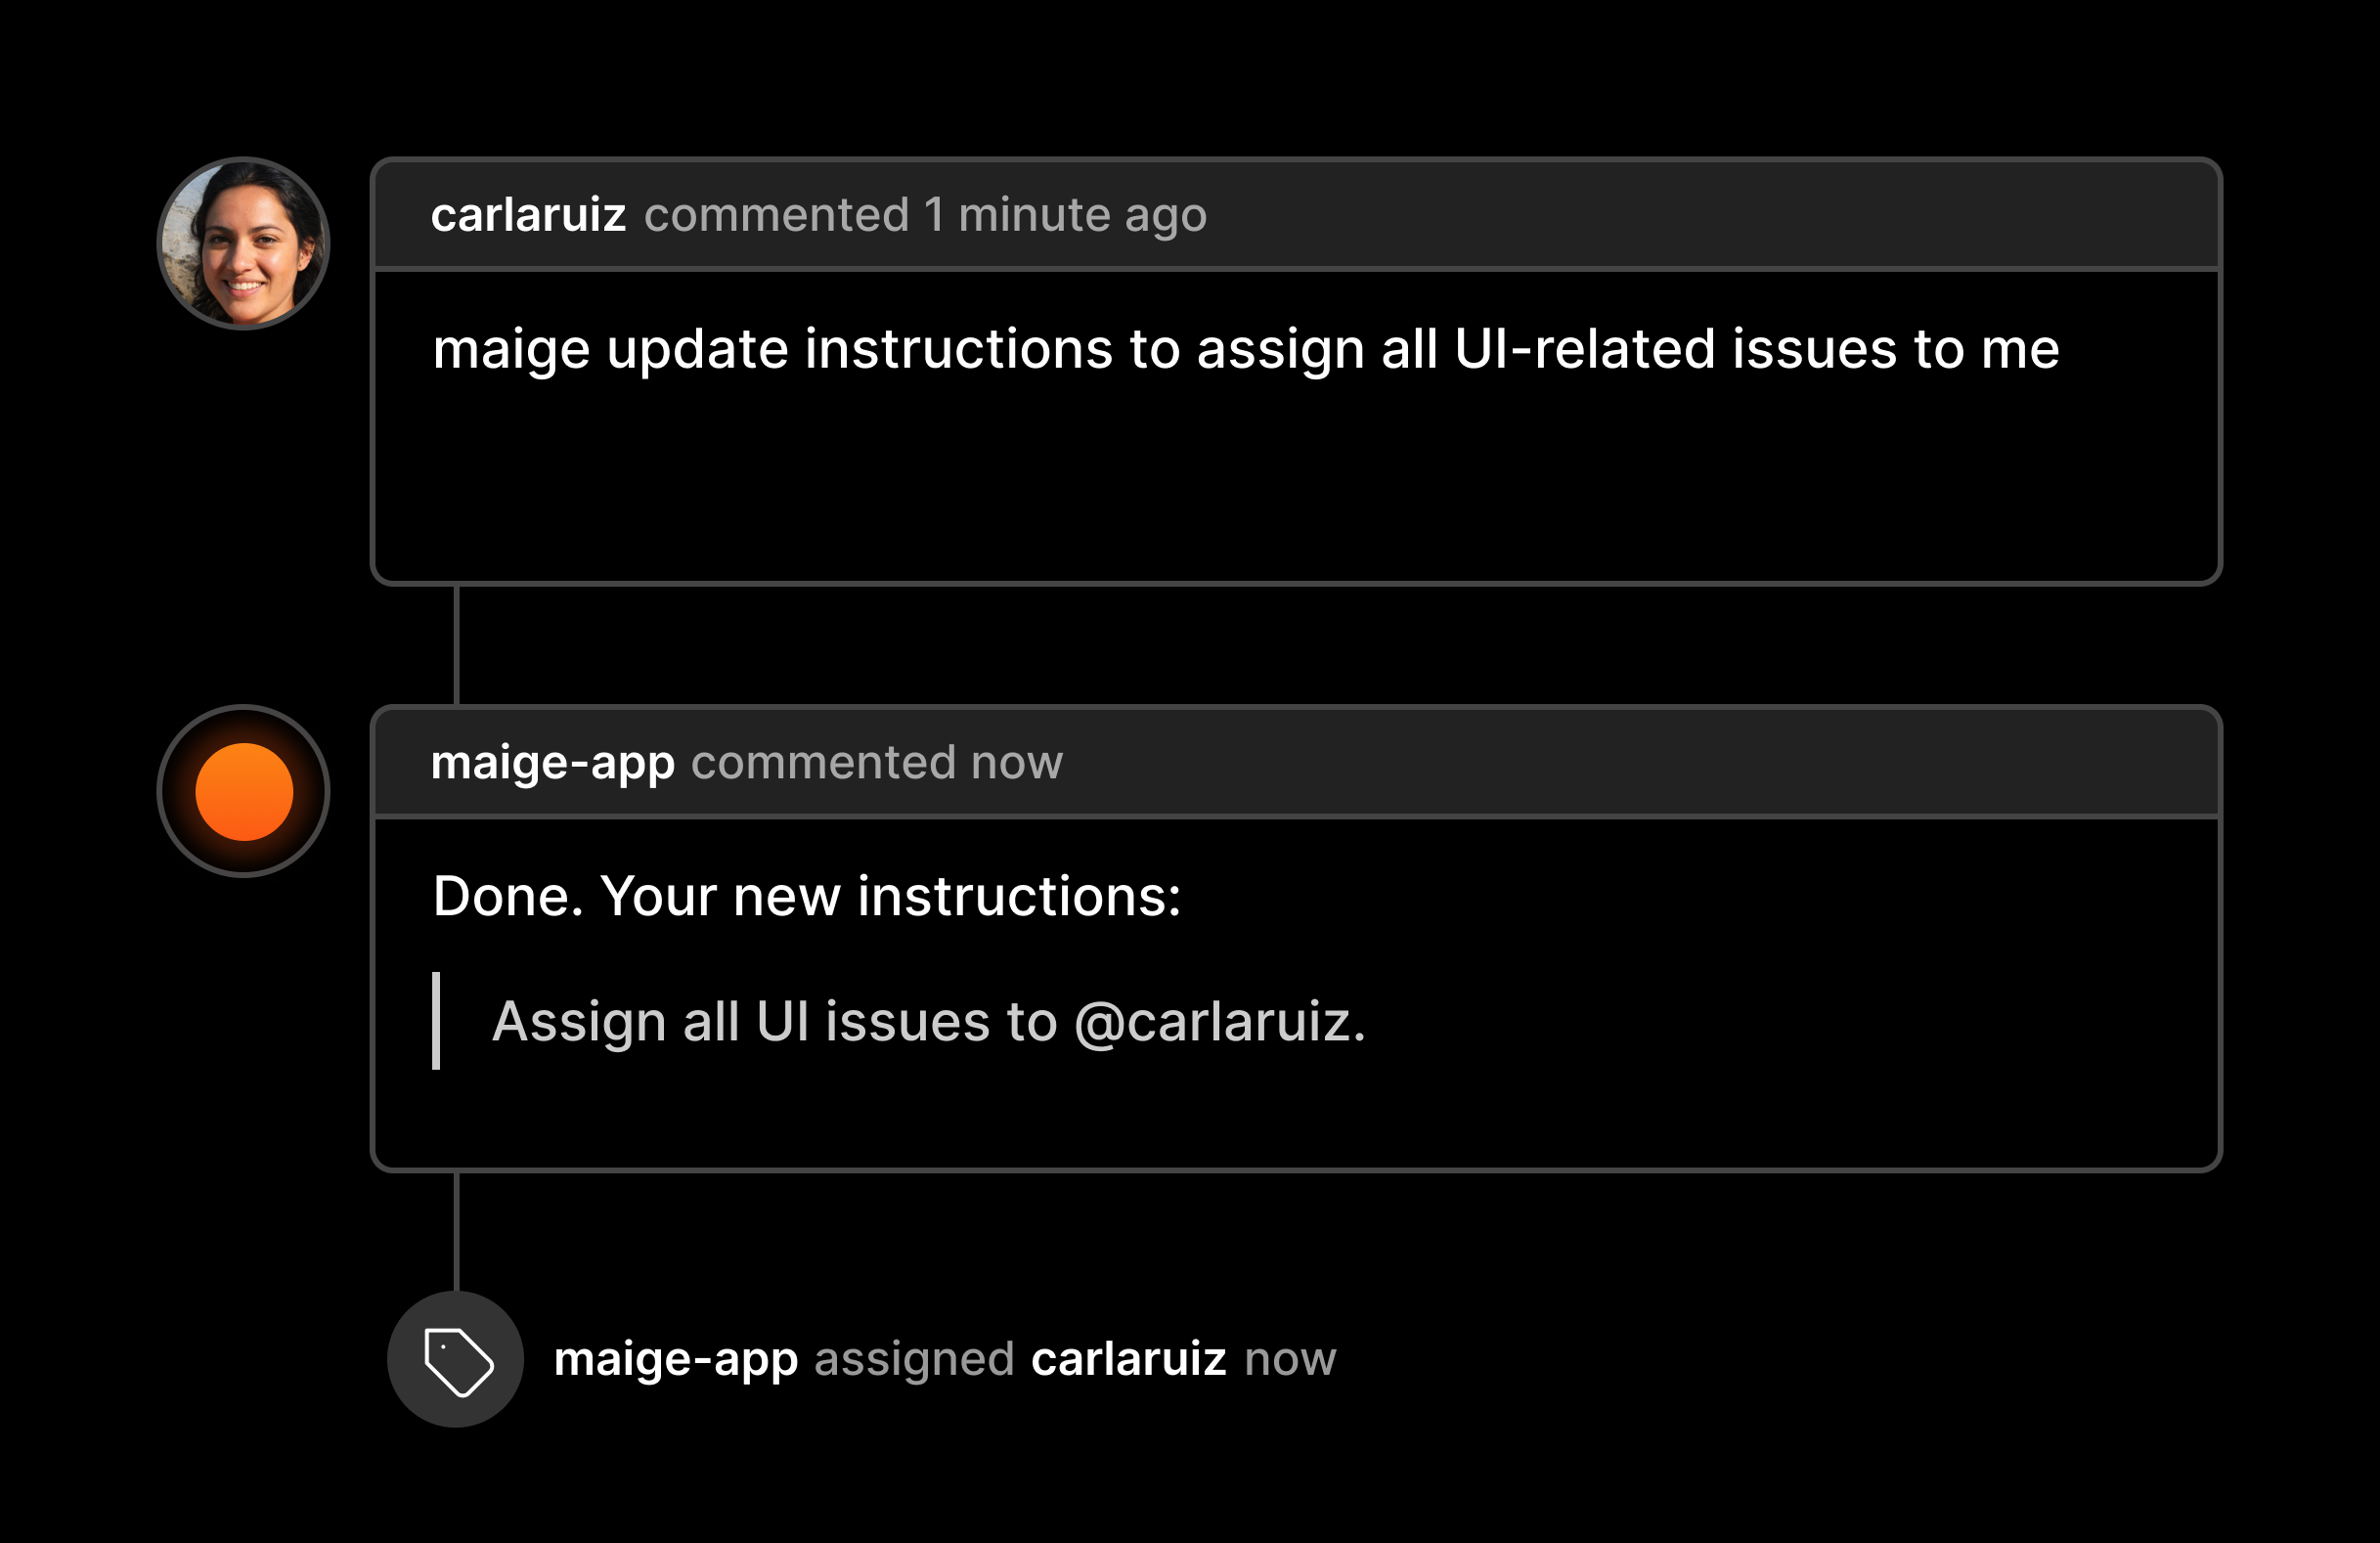 carlaruiz commented 1 minute ago
maige update instructions to assign all UI-related issues to me
maige-app commented now
Done. Your new instructions:
Assign all UI issues to @carlaruiz.
maige-app assigned carlaruiz now